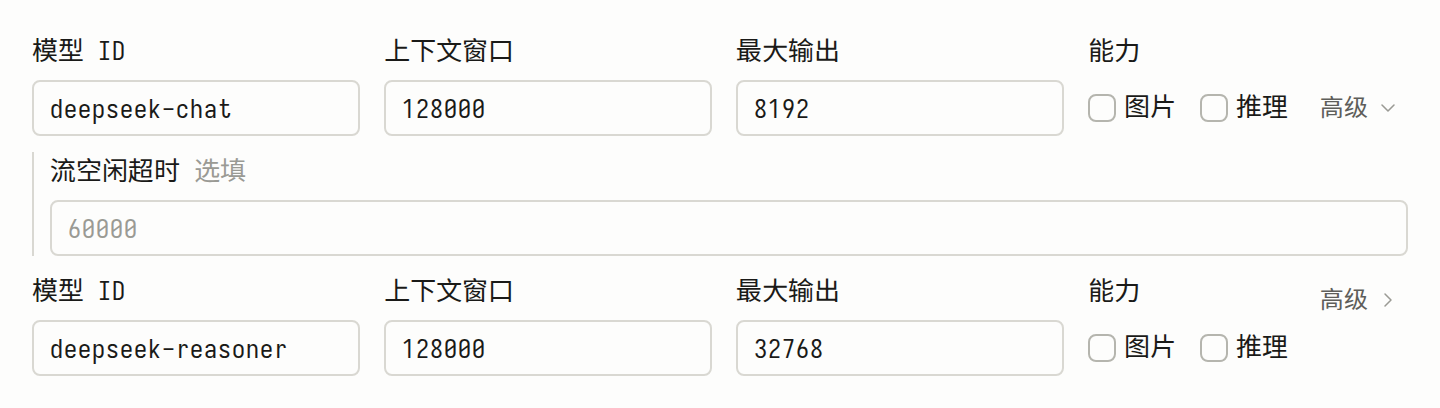 模型 ID 上下文窗口 最大输出 能力
deepseek-chat 128000 8192 图片 推理 高级
流空闲超时 选填
60000
模型 ID 上下文窗口 最大输出 能力 高级
deepseek-reasoner 128000 32768 图片 推理